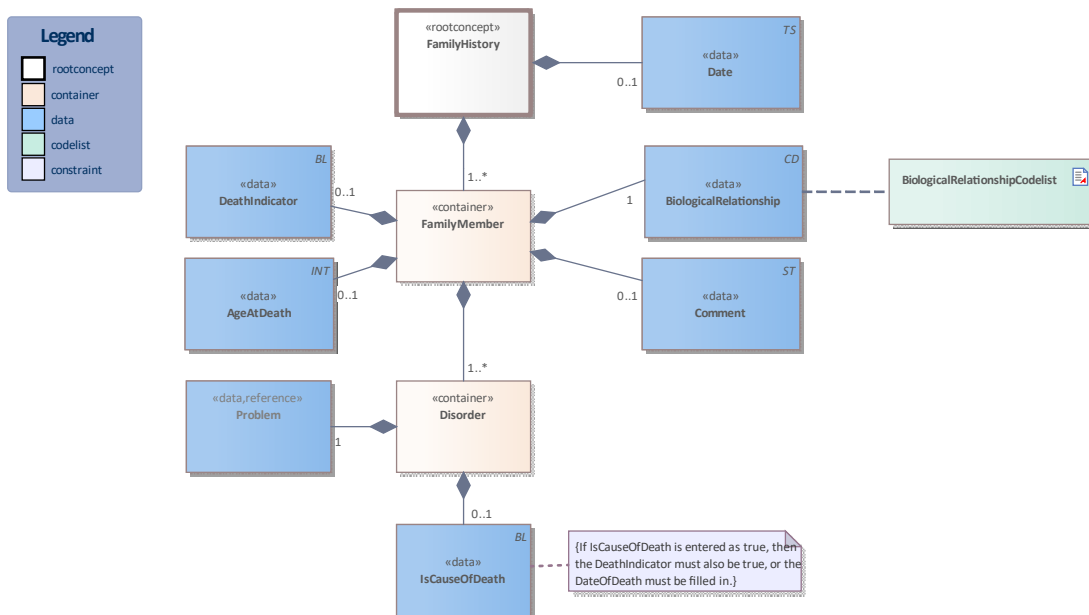 Legend
rootconcept
container
data
codelist
constraint
«rootconcept»
FamilyHistory
TS
«data»
Date
0..1
1..*
BL
«data»
DeathIndicator
0..1
«container»
FamilyMember
CD
«data»
BiologicalRelationship
1
BiologicalRelationshipCodelist
INT
«data»
AgeAtDeath
0..1
ST
«data»
Comment
0..1
1..*
«data,reference»
Problem
1
«container»
Disorder
0..1
BL
«data»
IsCauseOfDeath
{If IsCauseOfDeath is entered as true, then
the DeathIndicator must also be true, or the
DateOfDeath must be filled in.}